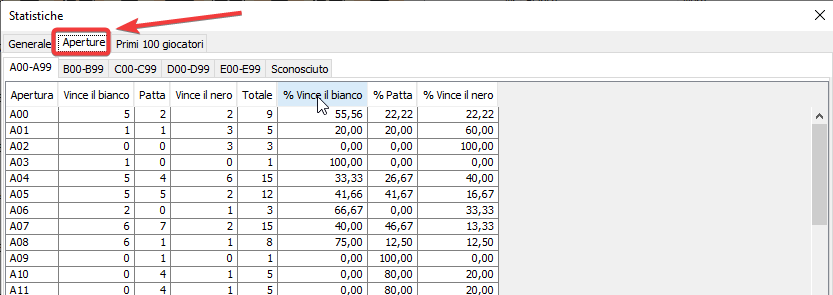 Statistiche
Generale Aperture Primi 100 giocatori
A00-A99 B00-B99 C00-C99 D00-D99 E00-E99 Sconosciuto
Apertura Vince il bianco Patta Vince il nero Totale % Vince il bianco % Patta % Vince il nero
A00 5 2 2 9 55,56 22,22 22,22
A01 1 1 3 5 20,00 20,00 60,00
A02 0 0 3 3 0,00 0,00 100,00
A03 1 0 0 1 100,00 0,00 0,00
A04 5 4 6 15 33,33 26,67 40,00
A05 5 5 2 12 41,66 41,67 16,67
A06 2 0 1 3 66,67 0,00 33,33
A07 6 7 2 15 40,00 46,67 13,33
A08 6 1 1 8 75,00 12,50 12,50
A09 0 1 0 1 0,00 100,00 0,00
A10 0 4 1 5 0,00 80,00 20,00
A11 0 4 1 5 0,00 80,00 20,00